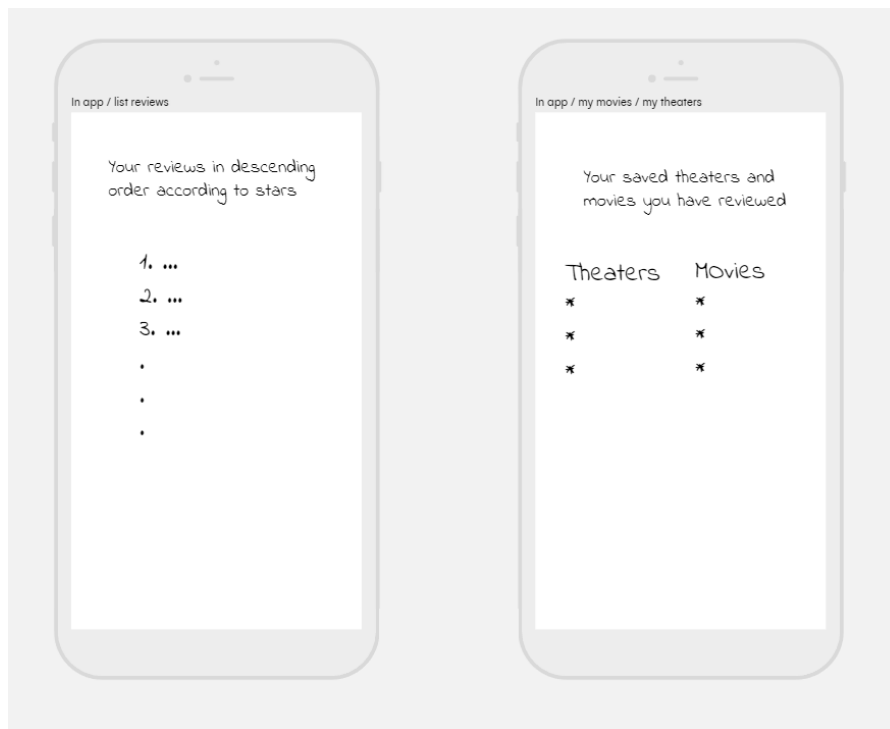 In app / list reviews
Your reviews in descending
order according to stars
1. ...
2. ...
3. ...
.
.
.
In app / my movies / my theaters
Your saved theaters and
movies you have reviewed
Theaters Movies
* *
* *
* *